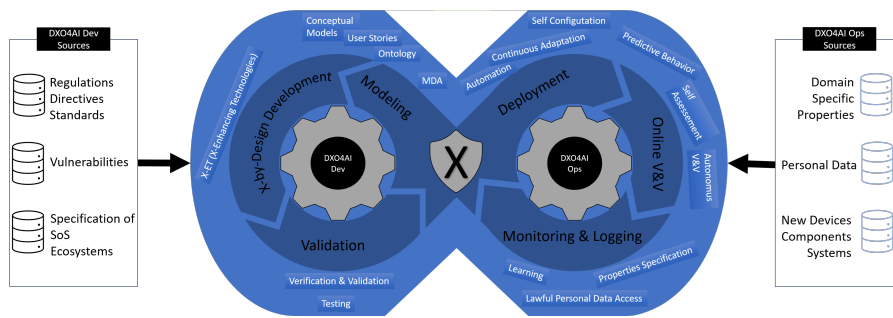 DXO4AI Dev
Sources
Regulations
Directives
Standards
Vulnerabilities
Specification of
SoS
Ecosystems
Conceptual
Models
User Stories
Ontology
MDA
X-ET (X-Enhancing Technologies)
X-by-Design Development
Modeling
DXO4AI
Dev
Validation
Verification & Validation
Testing
X
Self Configutation
Continuous Adaptation
Automation
Predictive Behavior
Self
Assessement
Autonomus
V&V
Deployment
Online V&V
DXO4AI
Ops
Monitoring & Logging
Learning
Properties Specification
Lawful Personal Data Access
DXO4AI Ops
Sources
Domain
Specific
Properties
Personal Data
New Devices
Components
Systems